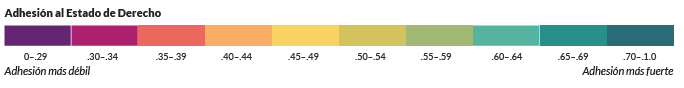 Adhesión al Estado de Derecho
0–.29 .30–.34 .35–.39 .40–.44 .45–.49 .50–.54 .55–.59 .60–.64 .65–.69 .70–.1.0
Adhesión más débil Adhesión más fuerte